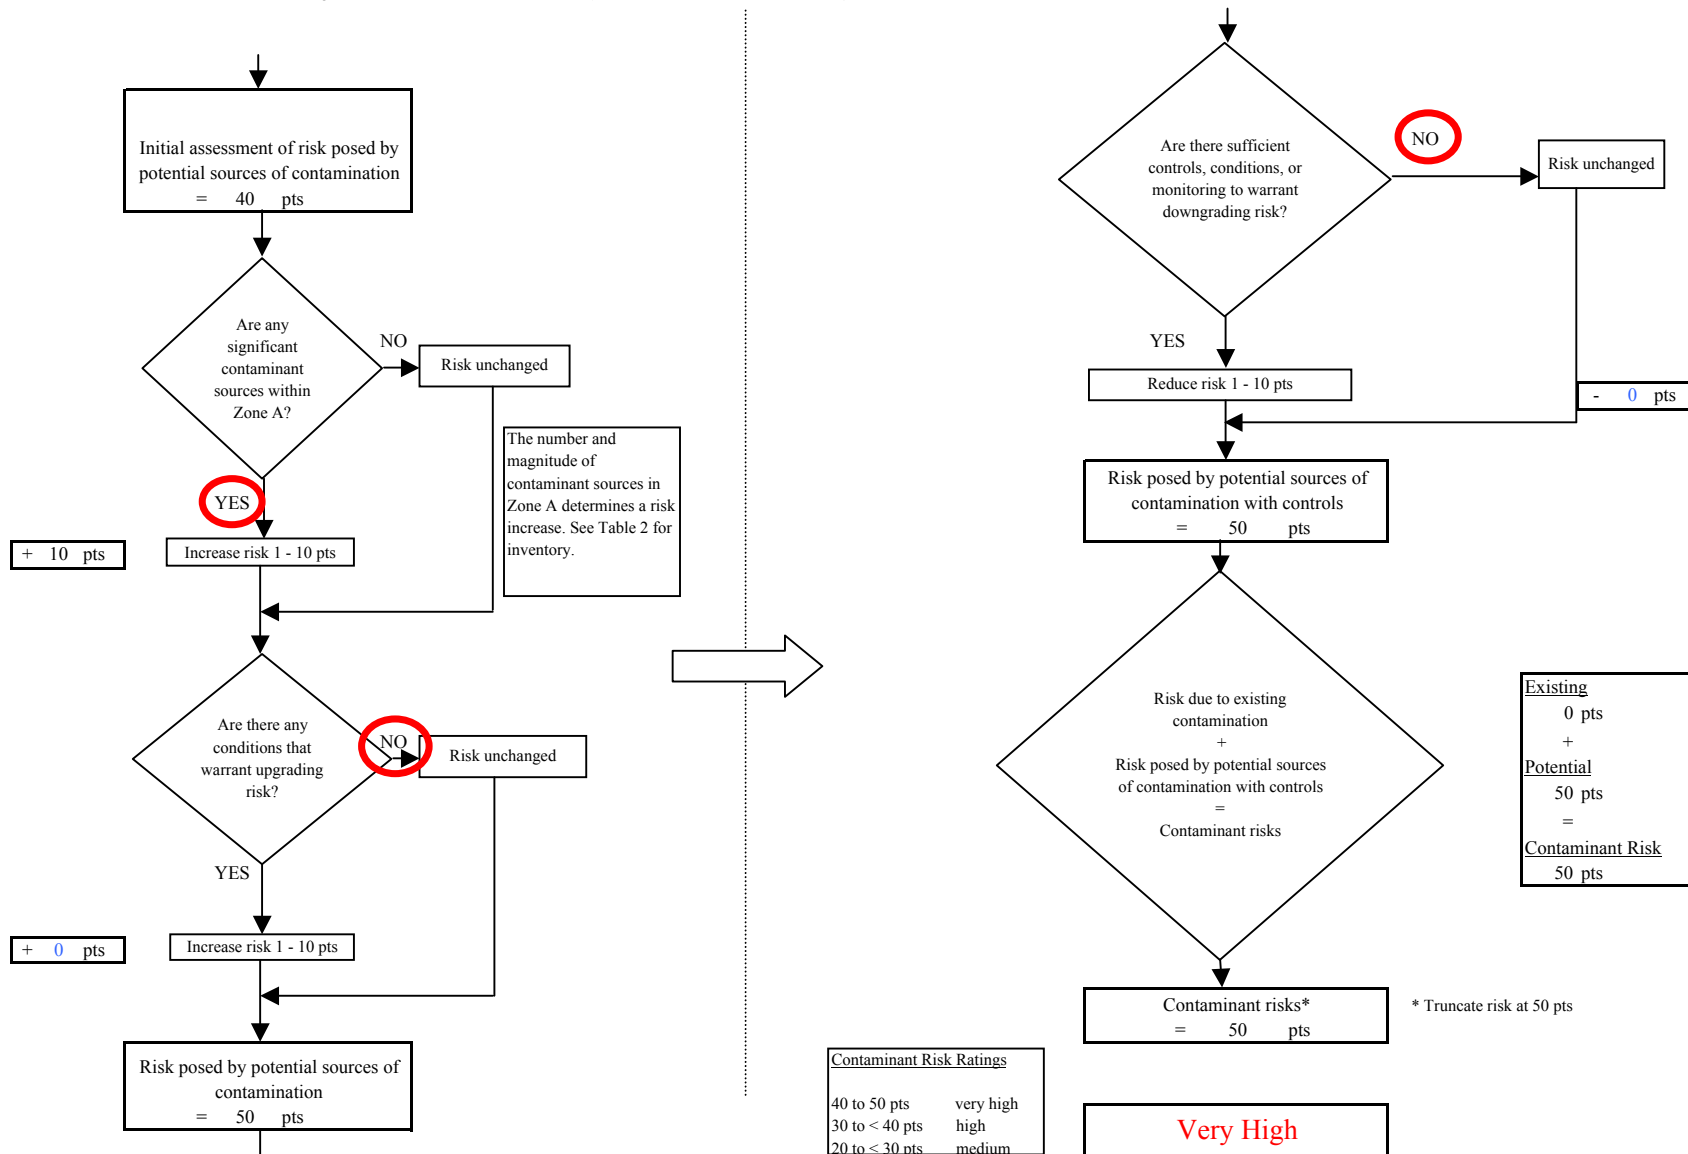 Initial assessment of risk posed by
potential sources of contamination
= 40 pts
Are any
significant
contaminant
sources within
Zone A?
NO
Risk unchanged
YES
The number and
magnitude of
contaminant sources in
Zone A determines a risk
increase. See Table 2 for
inventory.
+ 10 pts
Increase risk 1 - 10 pts
Are there any
conditions that
warrant upgrading
risk?
NO
Risk unchanged
YES
+ 0 pts
Increase risk 1 - 10 pts
Risk posed by potential sources of
contamination
= 50 pts
Are there sufficient
controls, conditions, or
monitoring to warrant
downgrading risk?
NO
Risk unchanged
YES
Reduce risk 1 - 10 pts
- 0 pts
Risk posed by potential sources of
contamination with controls
= 50 pts
Risk due to existing
contamination
+
Risk posed by potential sources
of contamination with controls
=
Contaminant risks
Existing
0 pts
+
Potential
50 pts
=
Contaminant Risk
50 pts
Contaminant risks*
= 50 pts
* Truncate risk at 50 pts
Contaminant Risk Ratings
40 to 50 pts very high
30 to < 40 pts high
20 to < 30 pts medium
Very High